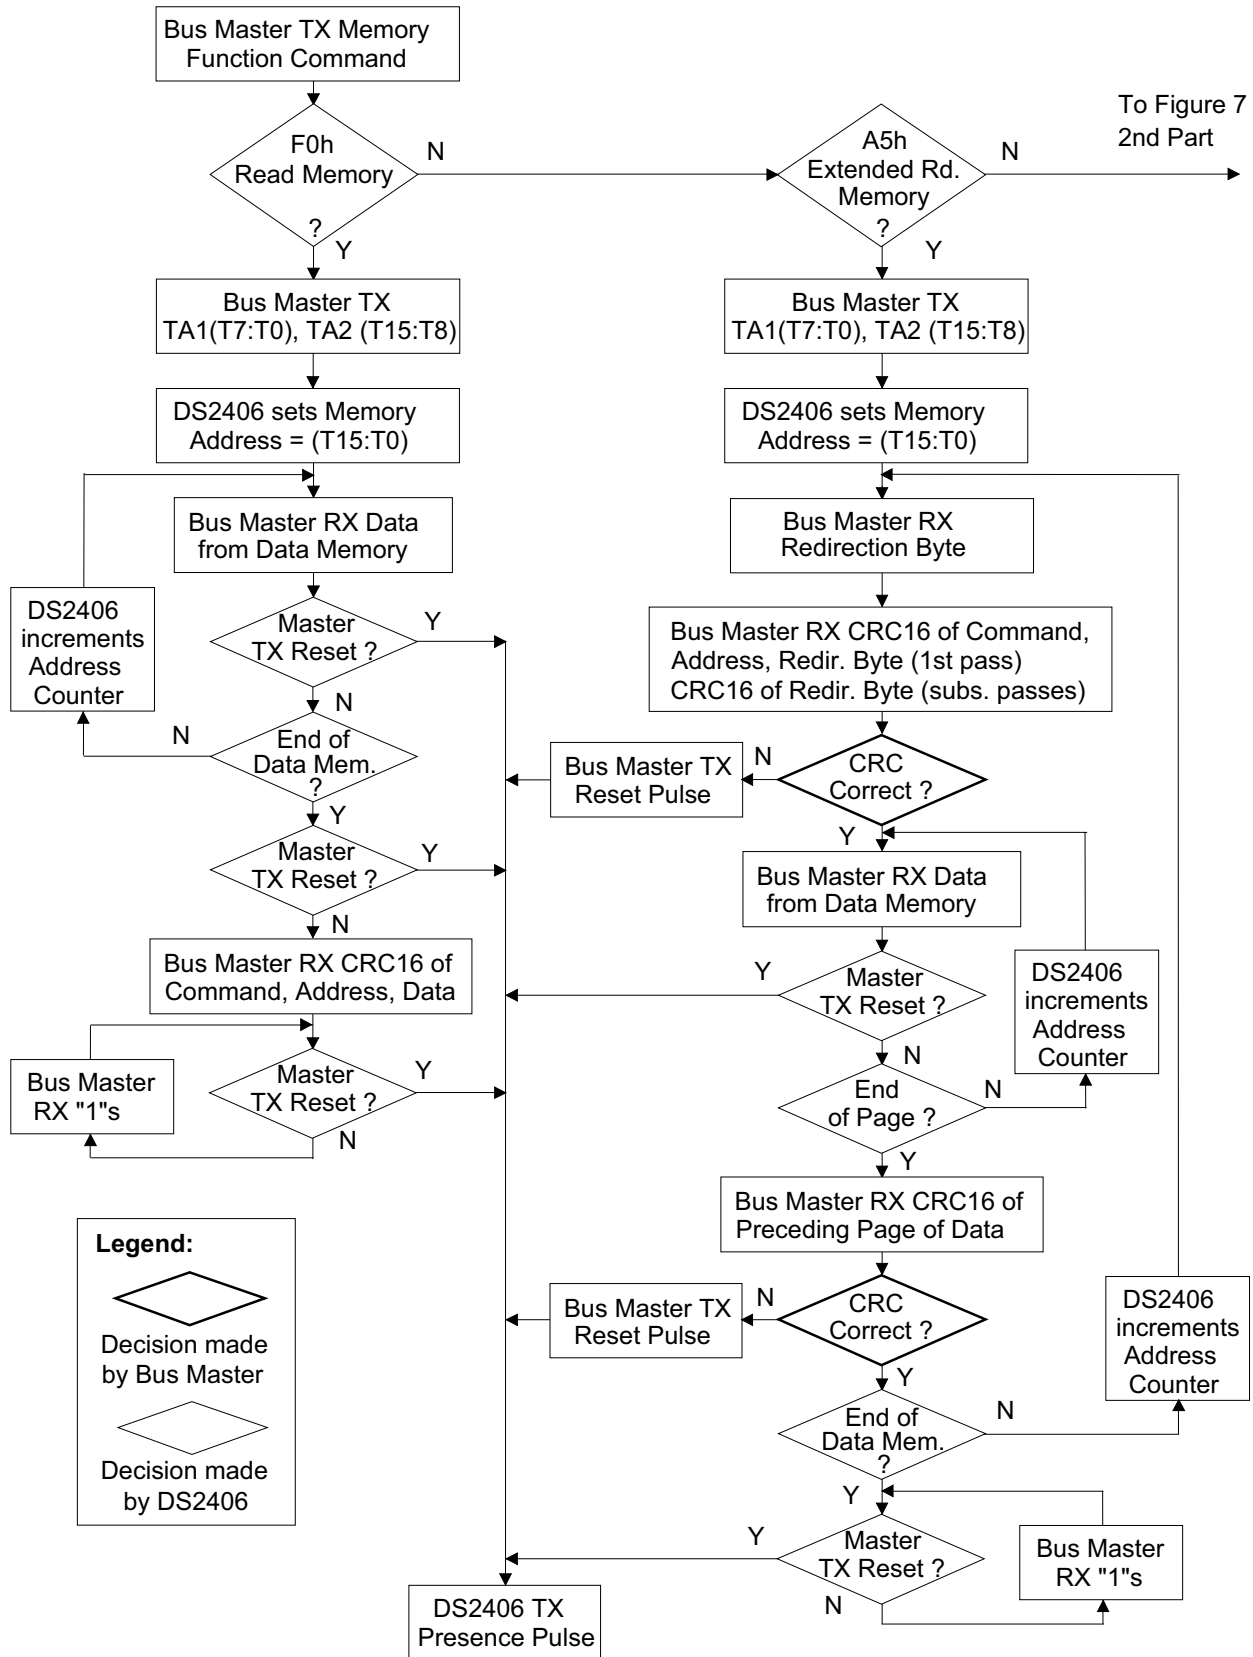 Bus Master TX Memory
Function Command
To Figure 7
2nd Part
F0h
Read Memory
?
N
Y
A5h
Extended Rd.
Memory
?
N
Y
Bus Master TX
TA1(T7:T0), TA2 (T15:T8)
DS2406 sets Memory
Address = (T15:T0)
Bus Master RX Data
from Data Memory
DS2406
increments
Address
Counter
Master
TX Reset ?
Y
N
End of
Data Mem.
?
N
Y
Master
TX Reset ?
Y
N
Bus Master RX CRC16 of
Command, Address, Data
Bus Master
RX "1"s
Master
TX Reset ?
Y
N
Bus Master TX
TA1(T7:T0), TA2 (T15:T8)
DS2406 sets Memory
Address = (T15:T0)
Bus Master RX
Redirection Byte
Bus Master RX CRC16 of Command,
Address, Redir. Byte (1st pass)
CRC16 of Redir. Byte (subs. passes)
CRC
Correct ?
N
Bus Master TX
Reset Pulse
Y
Bus Master RX Data
from Data Memory
Master
TX Reset ?
Y
N
DS2406
increments
Address
Counter
End
of Page ?
N
Y
Bus Master RX CRC16 of
Preceding Page of Data
CRC
Correct ?
N
Bus Master TX
Reset Pulse
Y
DS2406
increments
Address
Counter
End of
Data Mem.
?
N
Y
Master
TX Reset ?
Y
N
Bus Master
RX "1"s
DS2406 TX
Presence Pulse
Legend:
Decision made
by Bus Master
Decision made
by DS2406